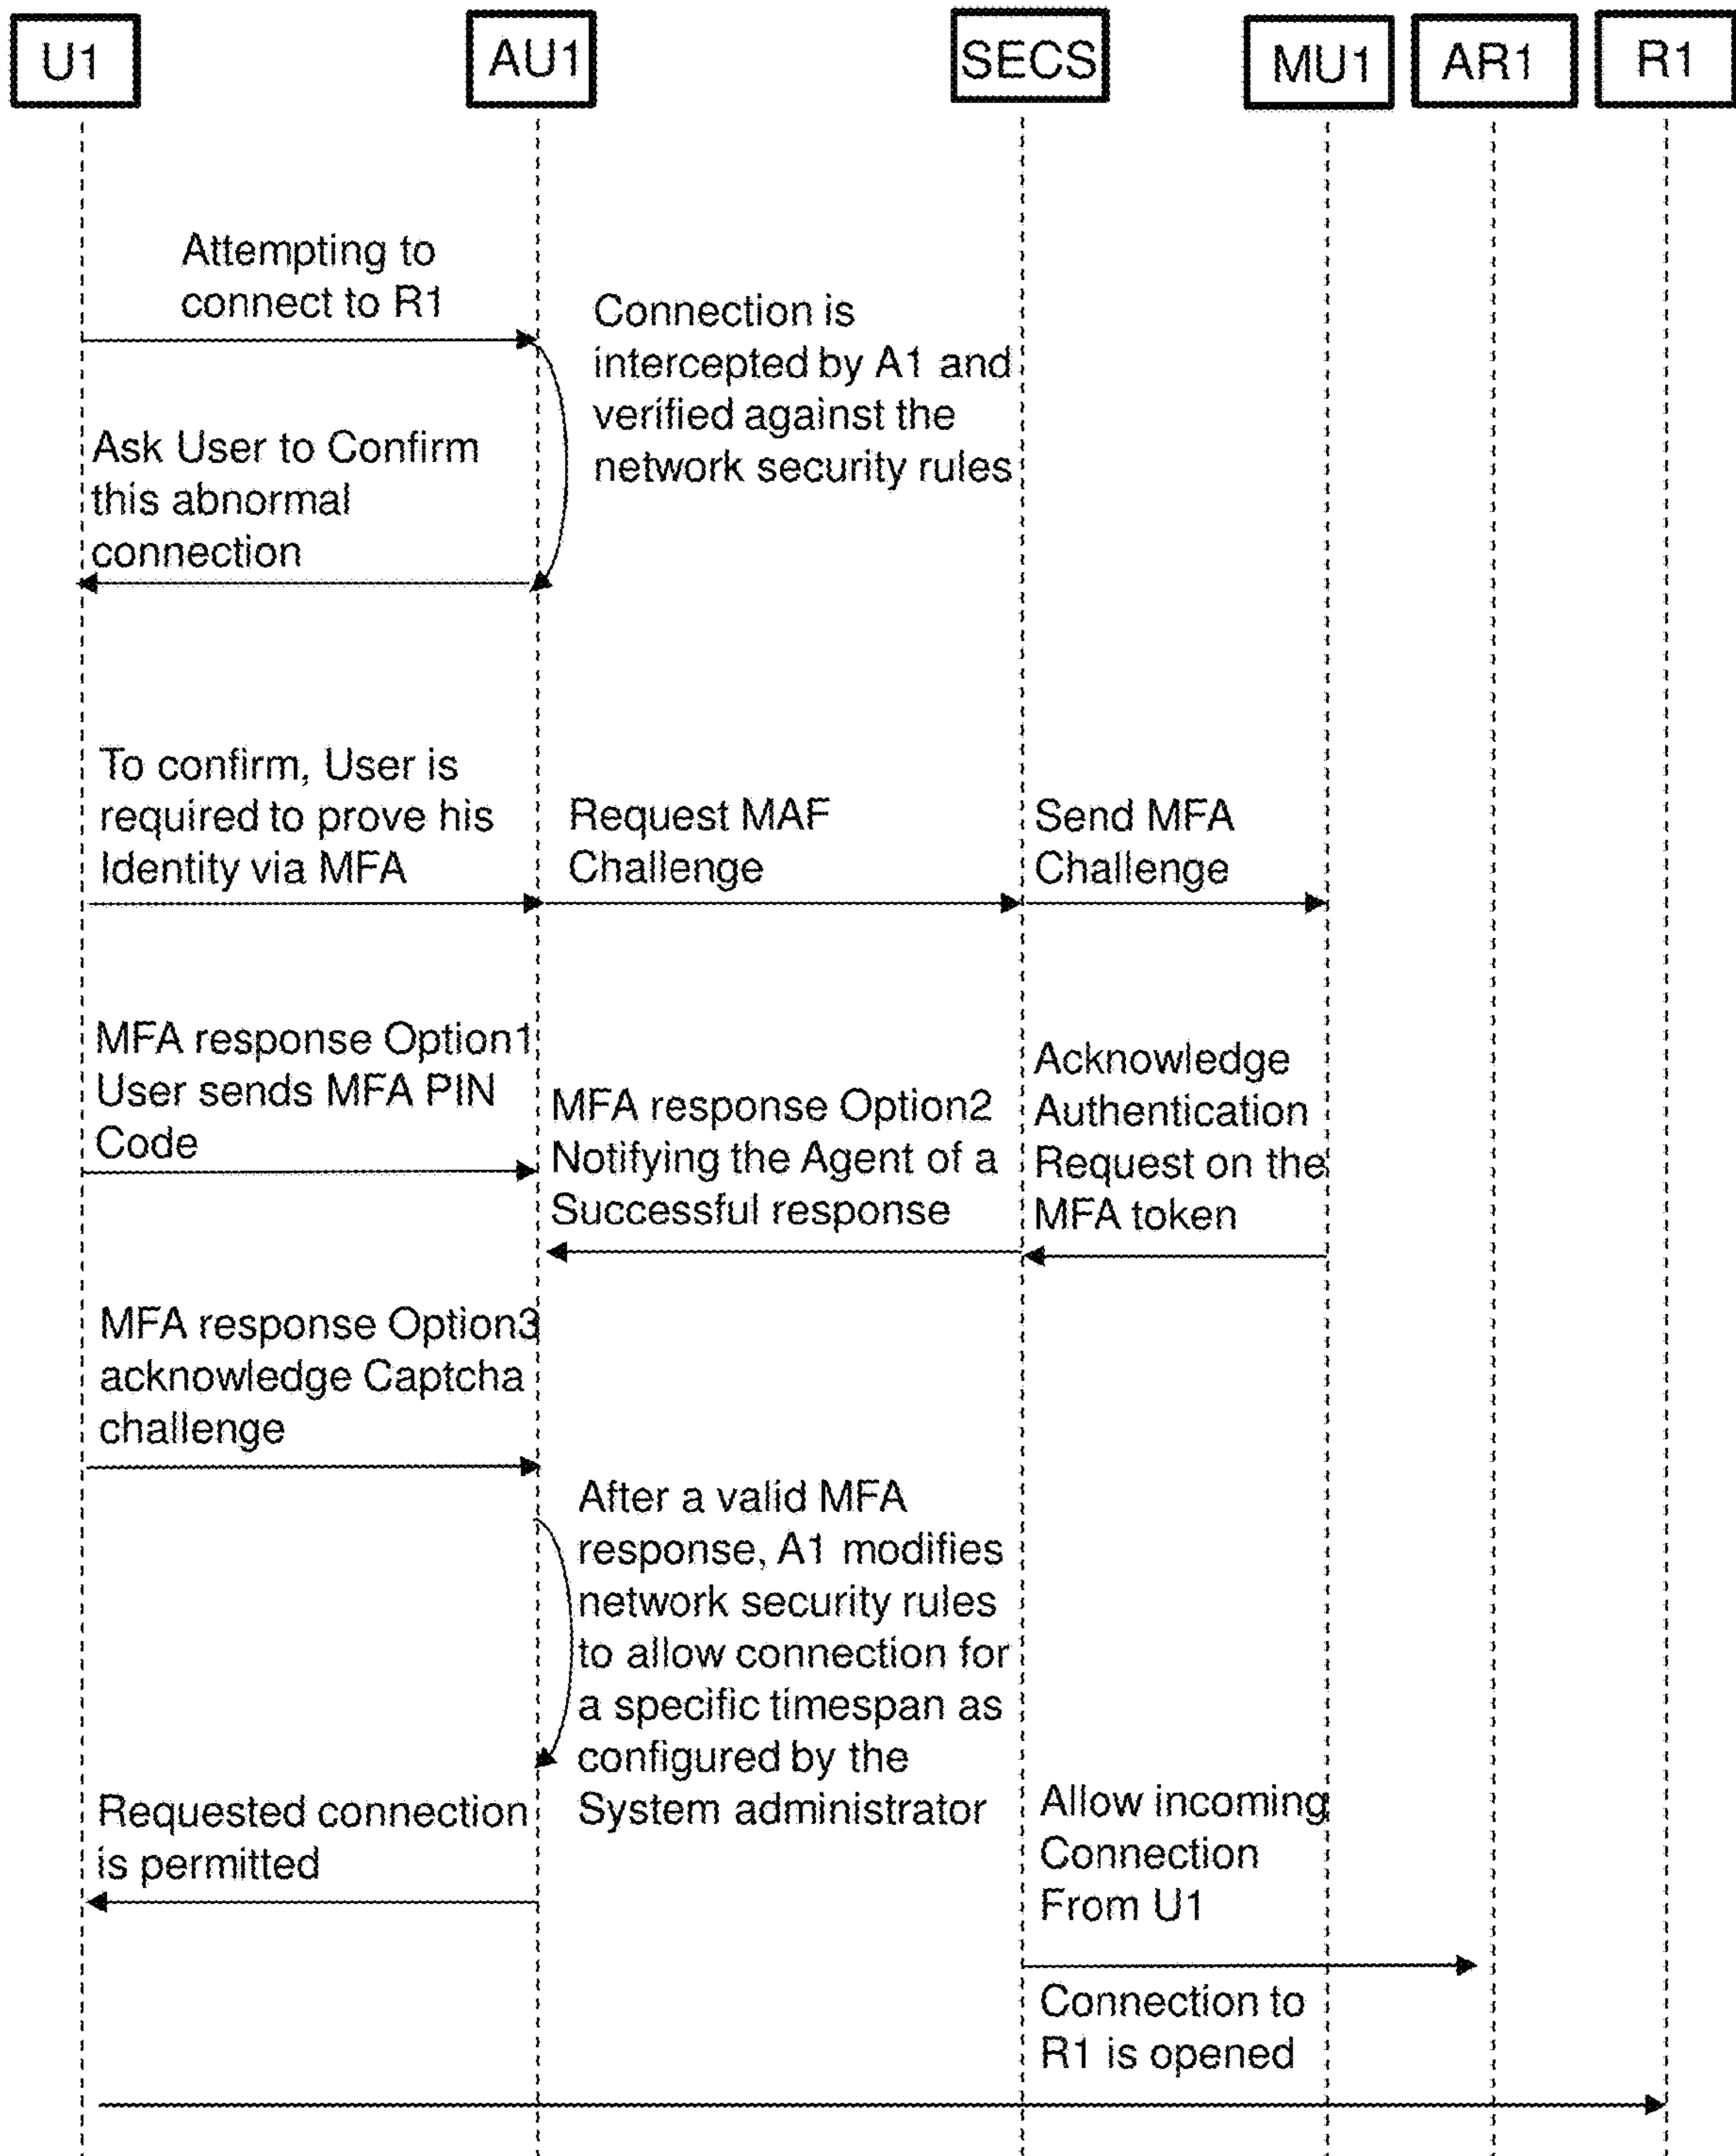 U1
AU1
SECS
MU1
AR1
R1
Attempting to
connect to R1
Connection is
intercepted by A1 and
verified against the
network security rules
Ask User to Confirm
this abnormal
connection
To confirm, User is
required to prove his
Identity via MFA
Request MAF
Challenge
Send MFA
Challenge
MFA response Option1
User sends MFA PIN
Code
MFA response Option2
Notifying the Agent of a
Successful response
Acknowledge
Authentication
Request on the
MFA token
MFA response Option3
acknowledge Captcha
challenge
After a valid MFA
response, A1 modifies
network security rules
to allow connection for
a specific timespan as
configured by the
System administrator
Requested connection
is permitted
Allow incoming
Connection
From U1
Connection to
R1 is opened